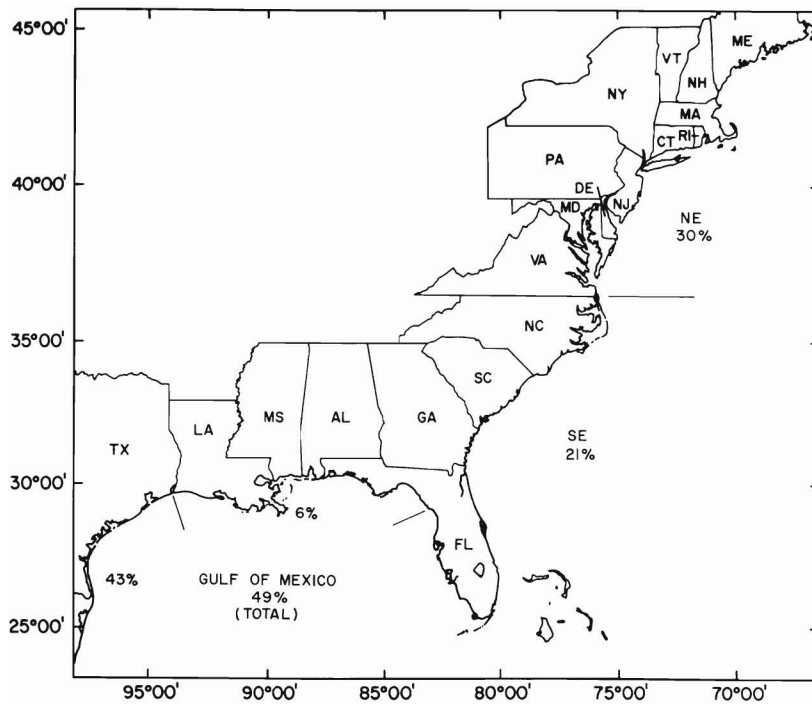 45°00'
40°00'
35°00'
30°00'
25°00'
ME
VT
NH
NY
MA
CT
RI
PA
DE
MD
NJ
NE
30%
VA
NC
SC
MS
AL
GA
LA
TX
SE
21%
6%
FL
43%
GULF OF MEXICO
49%
(TOTAL)
95°00'
90°00'
85°00'
80°00'
75°00'
70°00'